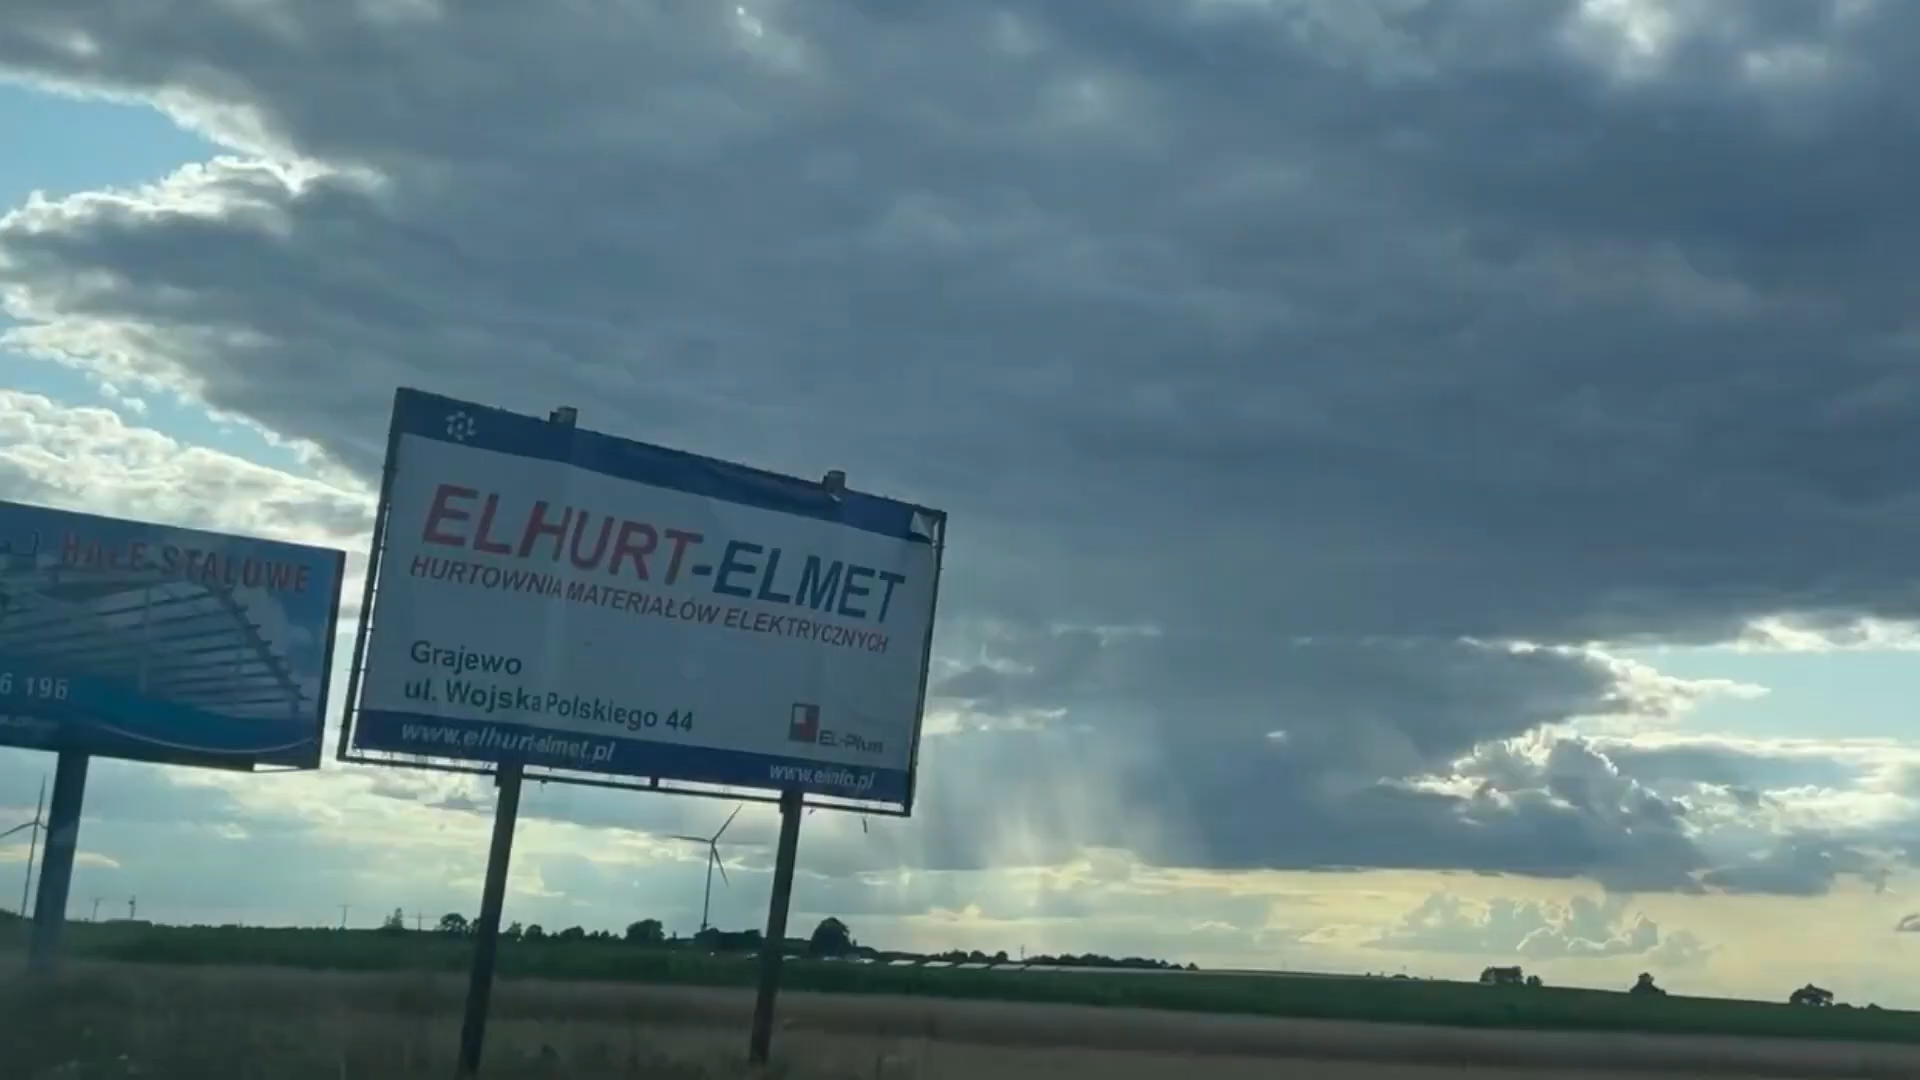 HALE STALOWE
6 196
ELHURT-ELMET
HURTOWNIA MATERIAŁÓW ELEKTRYCZNYCH
Grajewo
ul. Wojska Polskiego 44
EL-Plus
www.elhurt-elmet.pl
www.elnfo.pl